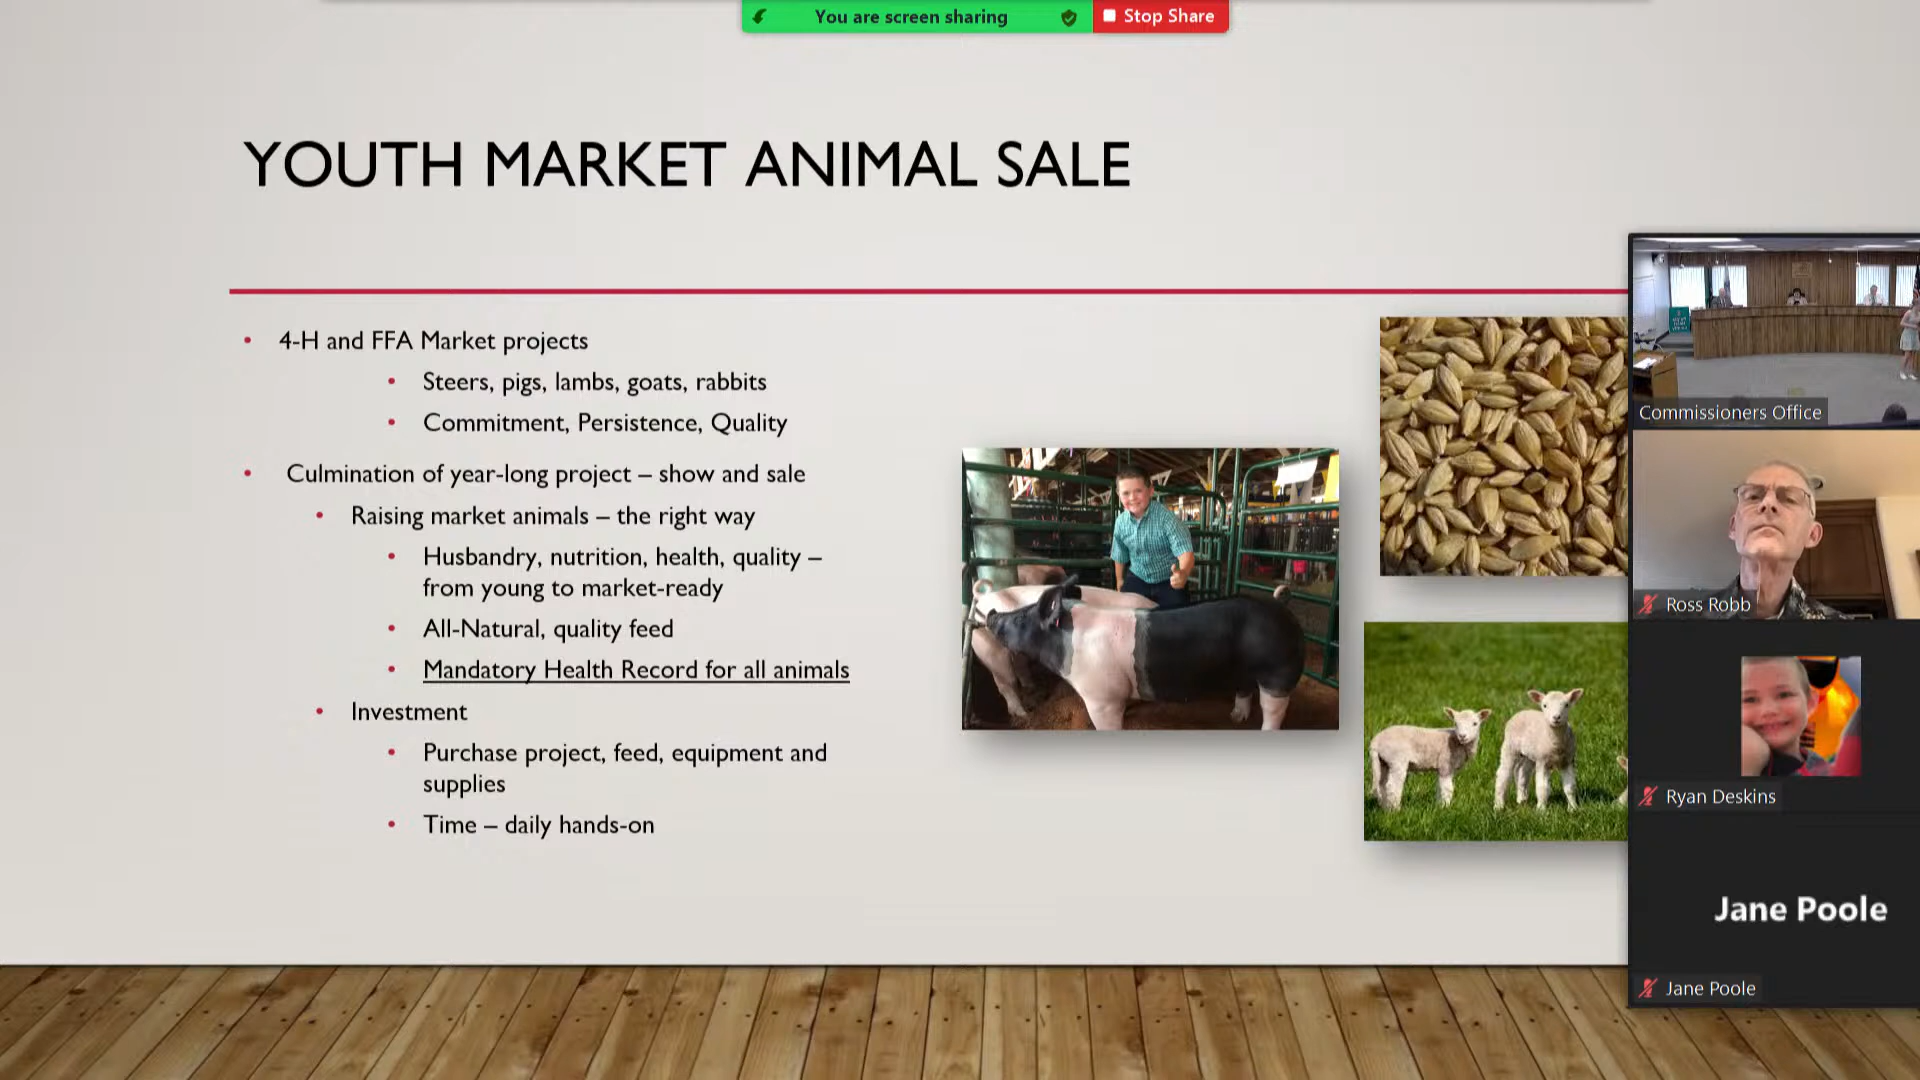 You are screen sharing
Stop Share
YOUTH MARKET ANIMAL SALE
• 4-H and FFA Market projects
• Steers, pigs, lambs, goats, rabbits
• Commitment, Persistence, Quality
• Culmination of year-long project – show and sale
• Raising market animals – the right way
• Husbandry, nutrition, health, quality –
from young to market-ready
• All-Natural, quality feed
• Mandatory Health Record for all animals
• Investment
• Purchase project, feed, equipment and
supplies
• Time – daily hands-on
Commissioners Office
Ross Robb
Ryan Deskins
Jane Poole
Jane Poole